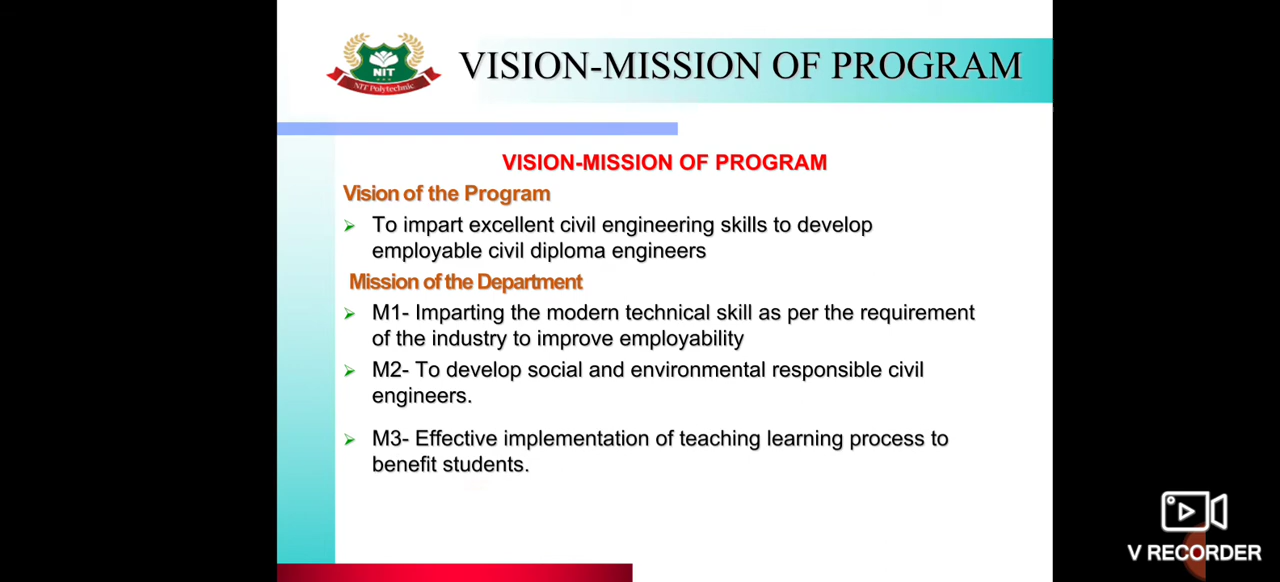 NIT
NIT Polytechnic
VISION-MISSION OF PROGRAM
VISION-MISSION OF PROGRAM
Vision of the Program
To impart excellent civil engineering skills to develop
employable civil diploma engineers
Mission of the Department
M1- Imparting the modern technical skill as per the requirement
of the industry to improve employability
M2- To develop social and environmental responsible civil
engineers.
M3- Effective implementation of teaching learning process to
benefit students.
V RECORDER